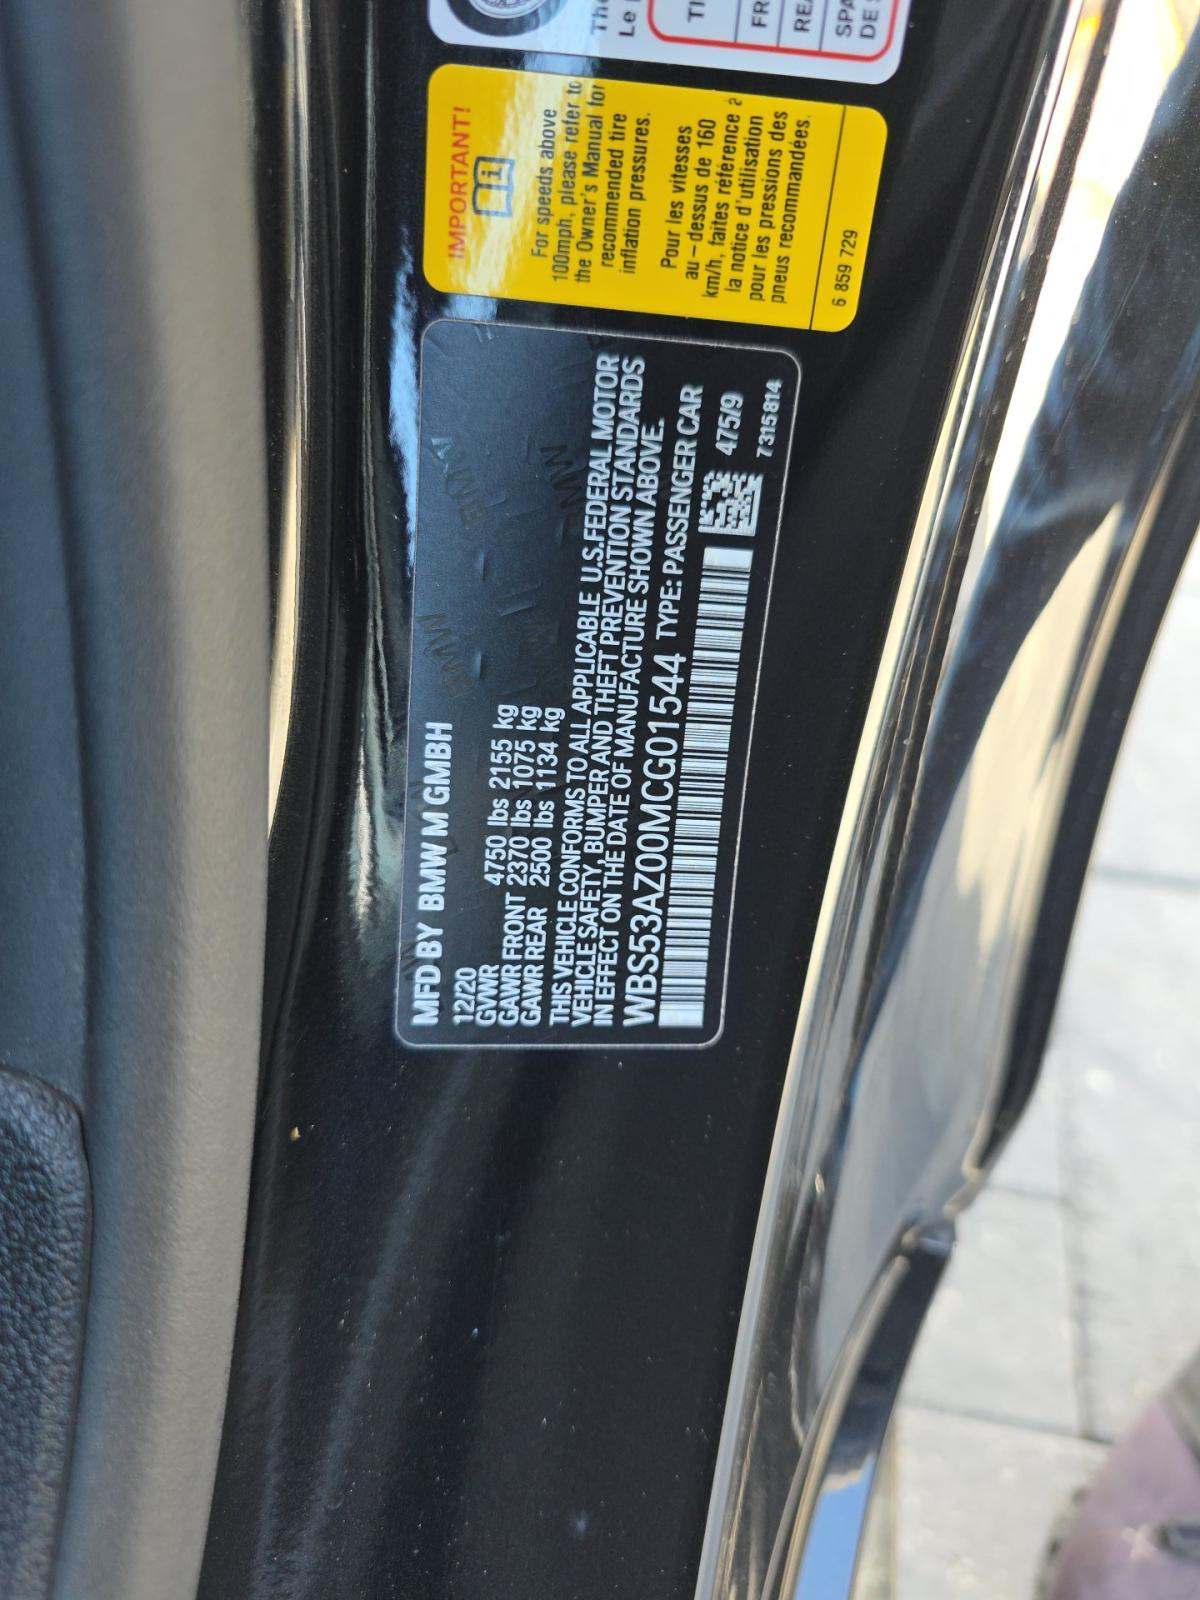 IMPORTANT!
For speeds above
100mph, please refer to
the Owner's Manual for
recommended tire
inflation pressures.
Pour les vitesses
au-dessus de 160
km/h, faites référence
la notice d'utilisation
pour les pressions des
pneus recommandées.
6 859 729
MFD BY BMW M GMBH
12/20
GVWR 4750 lbs 2155 kg
GAWR FRONT 2370 lbs 1075 kg
GAWR REAR 2500 lbs 1134 kg
THIS VEHICLE CONFORMS TO ALL APPLICABLE U.S.FEDERAL MOTOR
VEHICLE SAFETY, BUMPER AND THEFT PREVENTION STANDARDS
IN EFFECT ON THE DATE OF MANUFACTURE SHOWN ABOVE.
WBS53AZ00MCG01544 TYPE: PASSENGER CAR
475/9
7 315 814